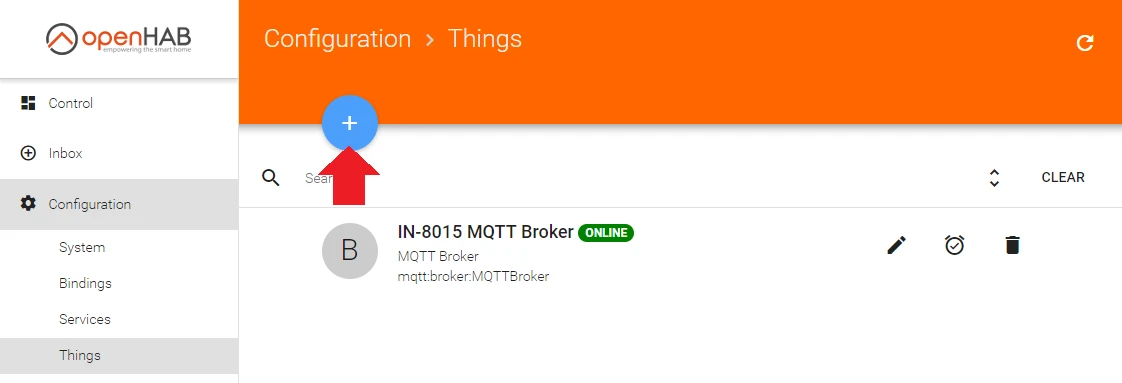 openHAB
empowering the smart home
Configuration > Things
Control
Inbox
Configuration
System
Bindings
Services
Things
CLEAR
B
IN-8015 MQTT Broker ONLINE
MQTT Broker
mqtt:broker:MQTTBroker